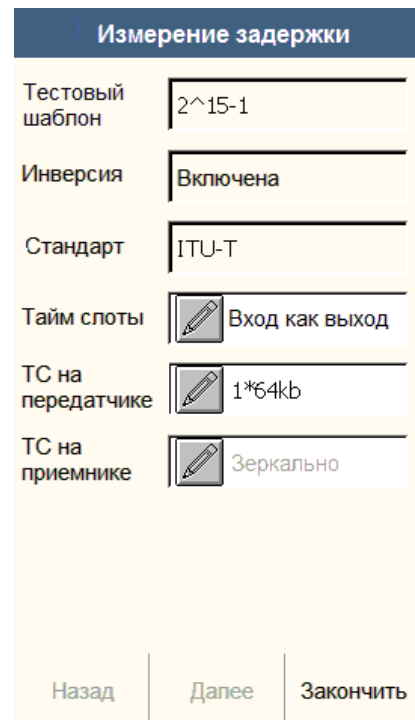 Измерение задержки
Тестовый
шаблон
2^15-1
Инверсия
Включена
Стандарт
ITU-T
Тайм слоты
Вход как выход
ТС на
передатчике
1*64kb
ТС на
приемнике
Зеркально
Назад
Далее
Закончить